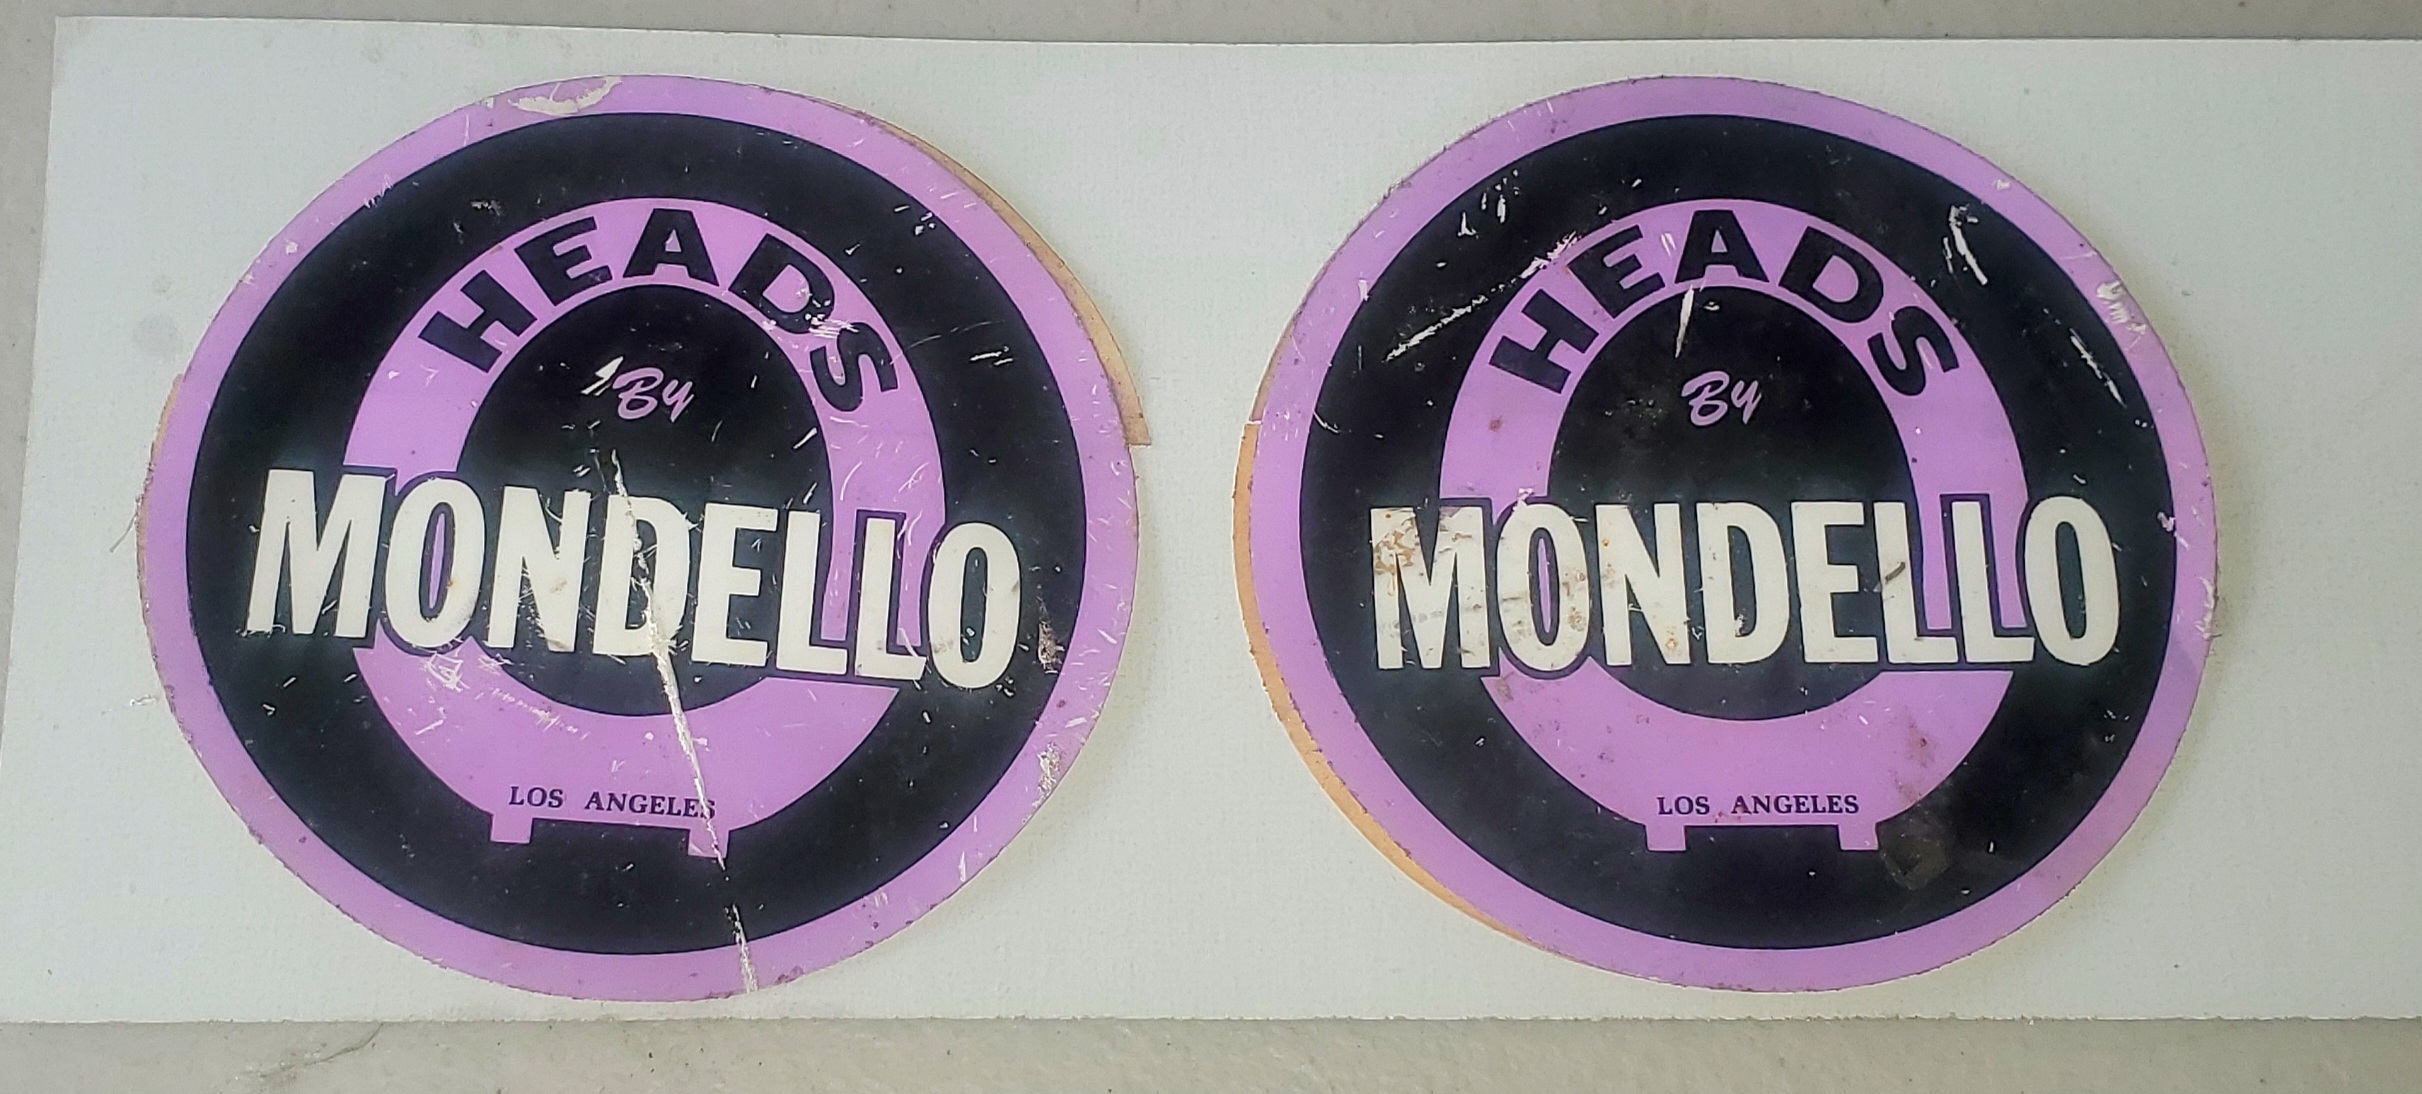 HEADS
By
MONDELLO
LOS ANGELES
HEADS
By
MONDELLO
LOS ANGELES